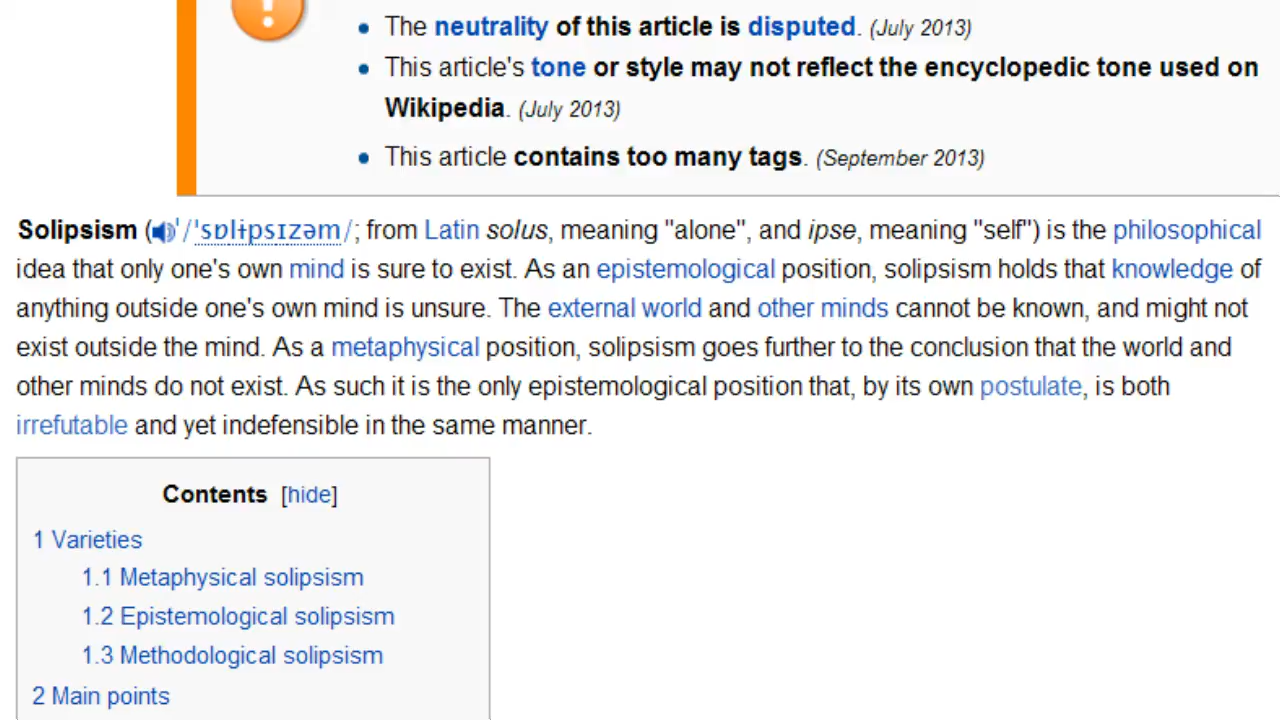 • The neutrality of this article is disputed. (July 2013)
• This article's tone or style may not reflect the encyclopedic tone used on
Wikipedia. (July 2013)
• This article contains too many tags. (September 2013)
Solipsism (/ˈsɒlɨpsɪzəm/; from Latin solus, meaning "alone", and ipse, meaning "self") is the philosophical
idea that only one's own mind is sure to exist. As an epistemological position, solipsism holds that knowledge of
anything outside one's own mind is unsure. The external world and other minds cannot be known, and might not
exist outside the mind. As a metaphysical position, solipsism goes further to the conclusion that the world and
other minds do not exist. As such it is the only epistemological position that, by its own postulate, is both
irrefutable and yet indefensible in the same manner.
Contents [hide]
1 Varieties
1.1 Metaphysical solipsism
1.2 Epistemological solipsism
1.3 Methodological solipsism
2 Main points